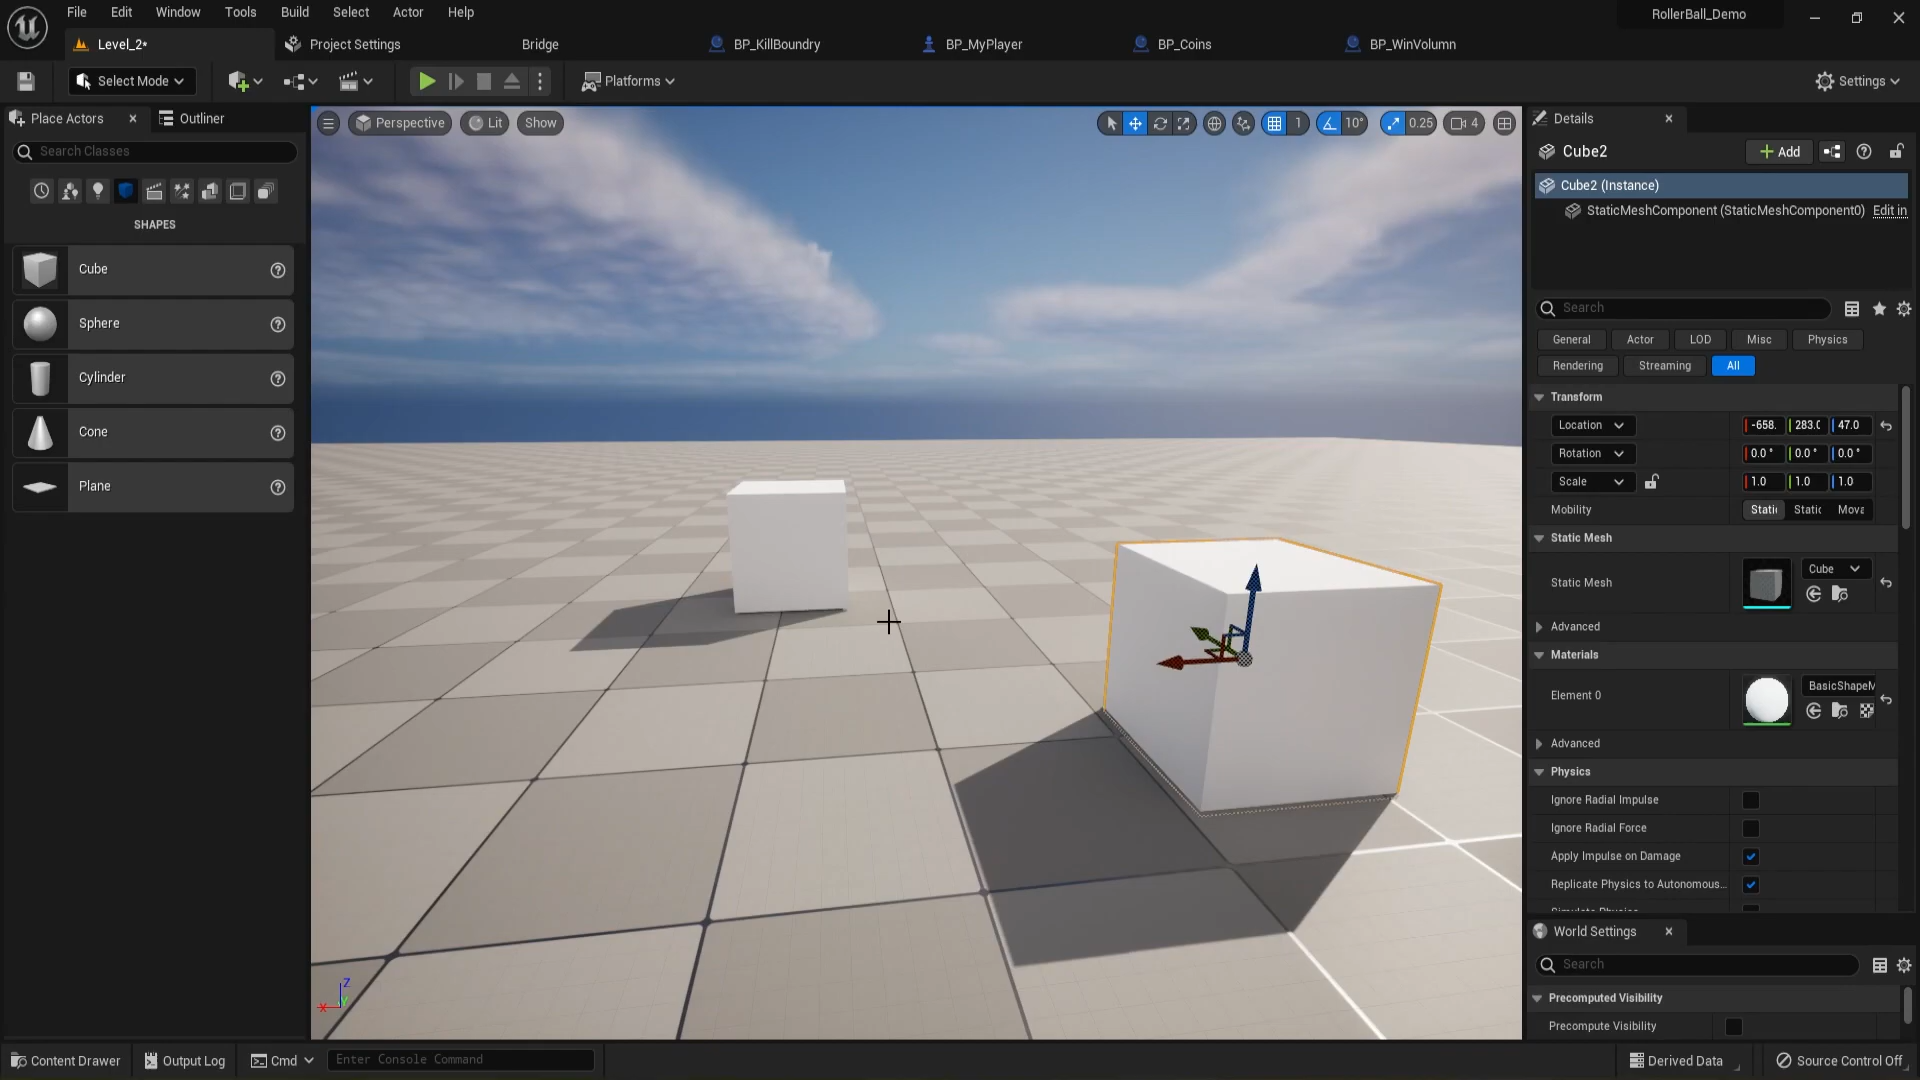 File Edit Window Tools Build Select Actor Help
RollerBall_Demo
Level_2*
Project Settings
Bridge
BP_KillBoundry
BP_MyPlayer
BP_Coins
BP_WinVolumn
Select Mode
Platforms
Settings
Place Actors
Outliner
Search Classes
SHAPES
Cube
Sphere
Cylinder
Cone
Plane
Perspective
Lit
Show
1
10°
0.25
4
Z
X
Y
Details
Cube2
Add
Cube2 (Instance)
StaticMeshComponent (StaticMeshComponent0) Edit in
Search
General Actor LOD Misc Physics
Rendering Streaming All
Transform
Location -658. 283.0 47.0
Rotation 0.0° 0.0° 0.0°
Scale 1.0 1.0 1.0
Mobility Static Static Mova
Static Mesh
Static Mesh Cube
Advanced
Materials
Element 0 BasicShapeM
Advanced
Physics
Ignore Radial Impulse
Ignore Radial Force
Apply Impulse on Damage
Replicate Physics to Autonomous...
Simulate Physics
World Settings
Search
Precomputed Visibility
Precompute Visibility
Content Drawer
Output Log
Cmd
Enter Console Command
Derived Data
Source Control Off